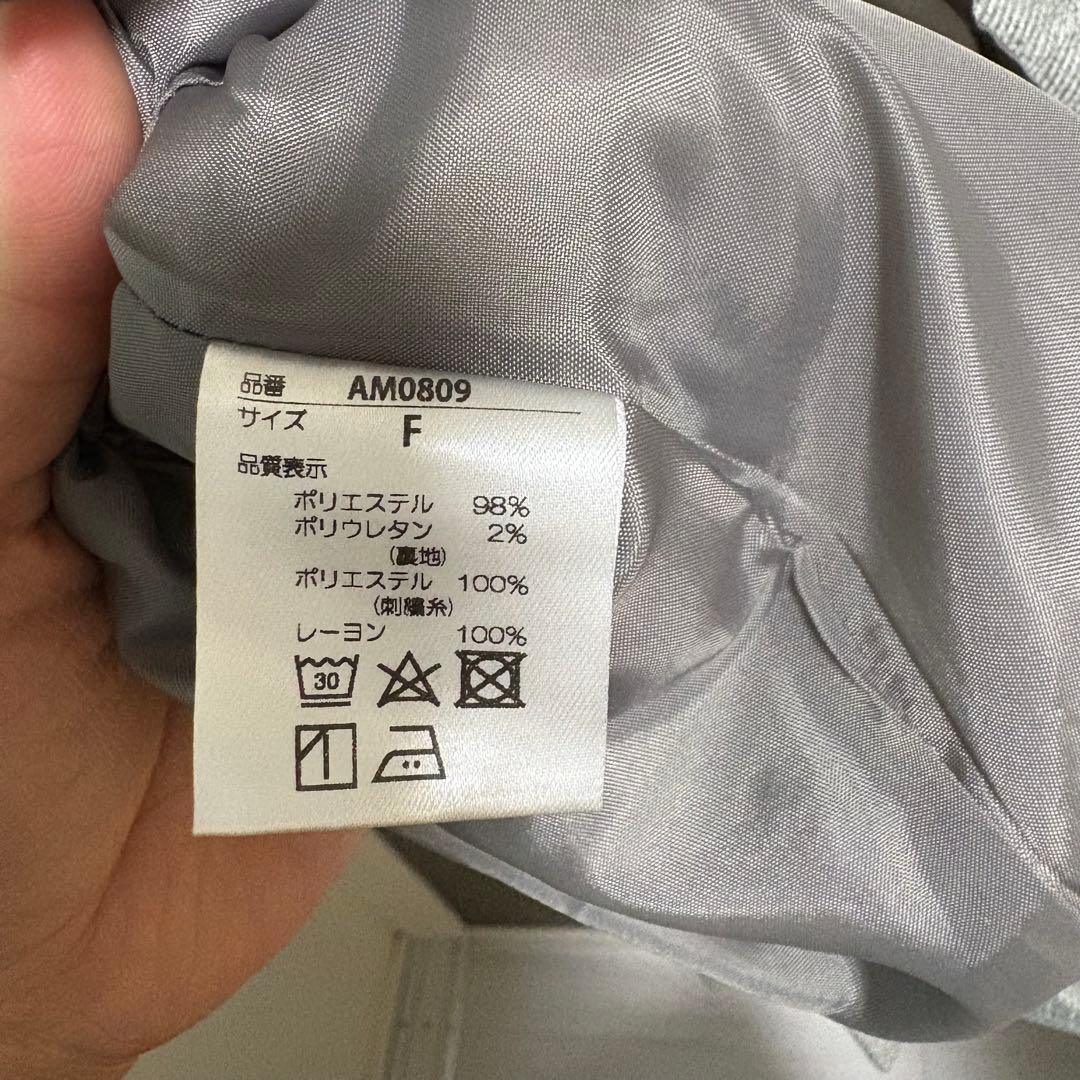 品番 AM0809
サイズ F
品質表示
ポリエステル 98%
ポリウレタン 2%
(裏地)
ポリエステル 100%
(刺繍糸)
レーヨン 100%
30